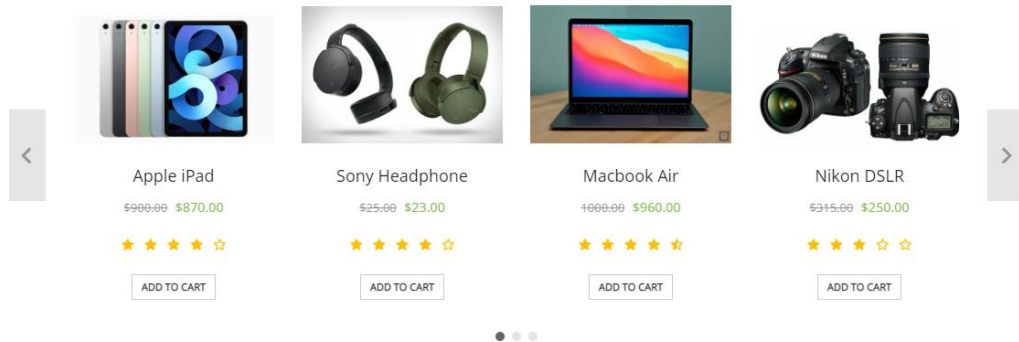 Nikon
Apple iPad
$900.00 $870.00
ADD TO CART
Sony Headphone
$25.00 $23.00
ADD TO CART
Macbook Air
1000.00 $960.00
ADD TO CART
Nikon DSLR
$315.00 $250.00
ADD TO CART